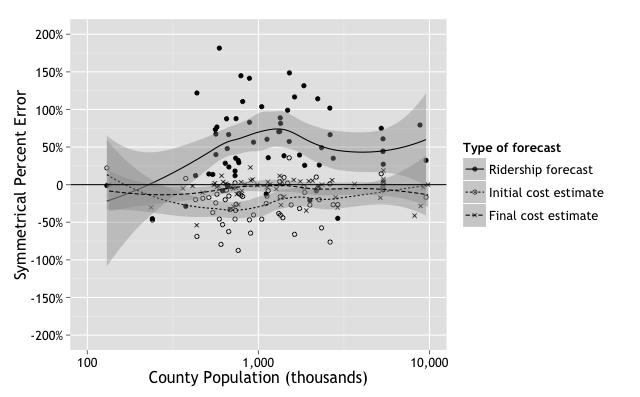 200%
150%
100%
50%
0
-50%
-100%
-150%
-200%
Symmetrical Percent Error
100
1,000
10,000
County Population (thousands)
Type of forecast
Ridership forecast
Initial cost estimate
Final cost estimate